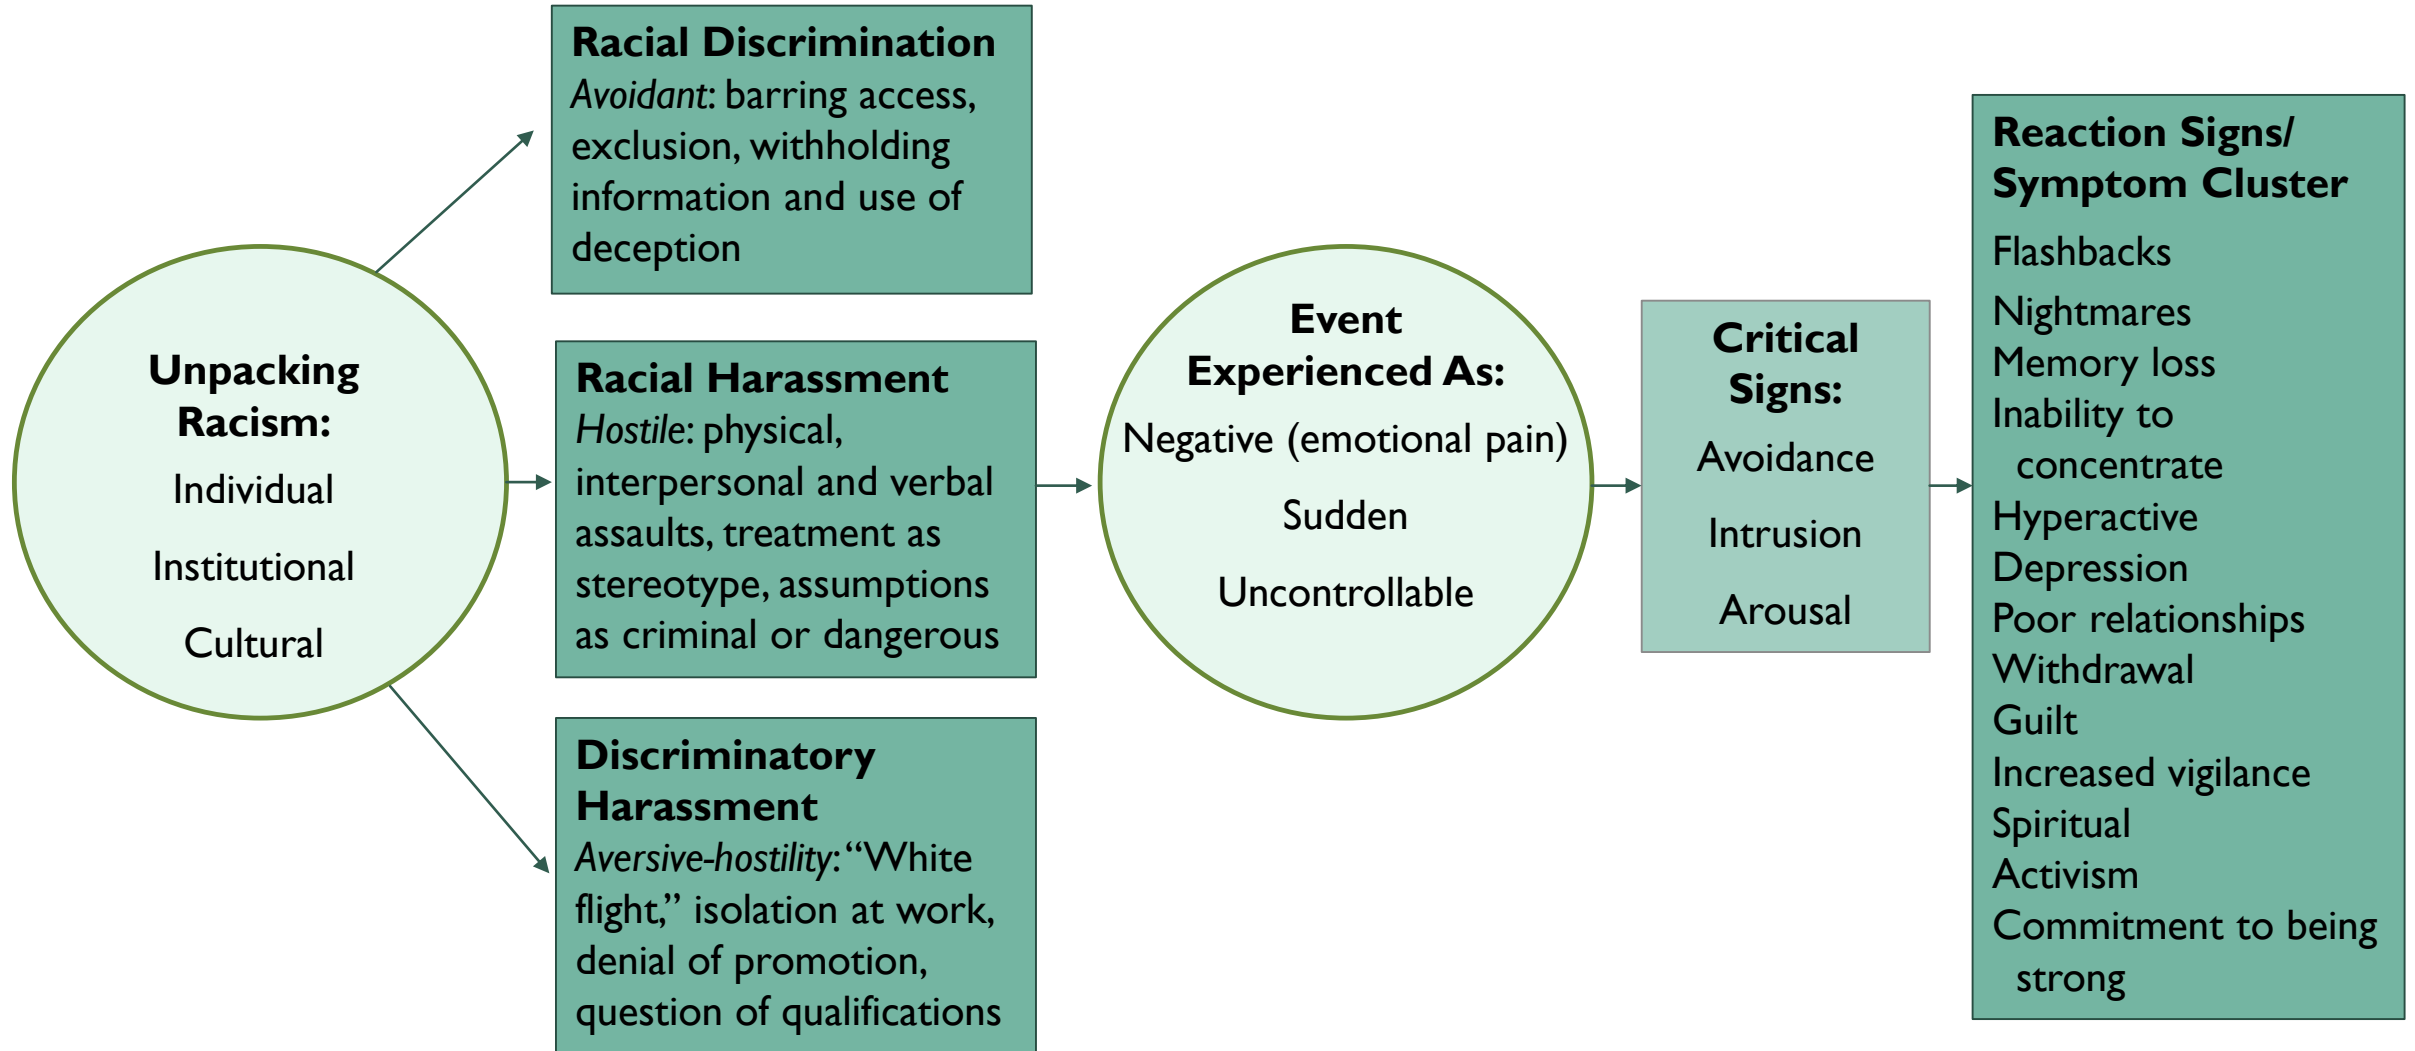 Unpacking
Racism:
Individual
Institutional
Cultural
Racial Discrimination
Avoidant: barring access,
exclusion, withholding
information and use of
deception
Racial Harassment
Hostile: physical,
interpersonal and verbal
assaults, treatment as
stereotype, assumptions
as criminal or dangerous
Discriminatory
Harassment
Aversive-hostility: “White
flight,” isolation at work,
denial of promotion,
question of qualifications
Event
Experienced As:
Negative (emotional pain)
Sudden
Uncontrollable
Critical
Signs:
Avoidance
Intrusion
Arousal
Reaction Signs/
Symptom Cluster
Flashbacks
Nightmares
Memory loss
Inability to
concentrate
Hyperactive
Depression
Poor relationships
Withdrawal
Guilt
Increased vigilance
Spiritual
Activism
Commitment to being
strong